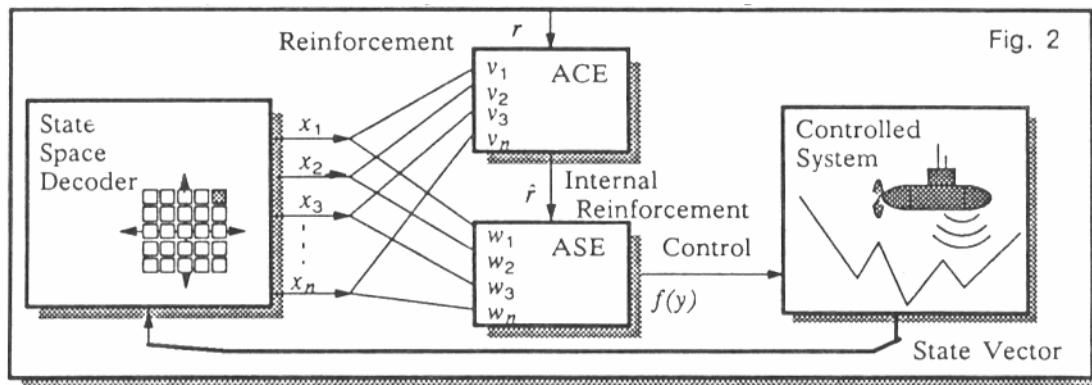 Fig. 2
Reinforcement
r
ACE
v1
v2
v3
vn
State
Space
Decoder
x1
x2
x3
xn
r̂
Internal
Reinforcement
ASE
w1
w2
w3
wn
Control
f(y)
Controlled
System
State Vector